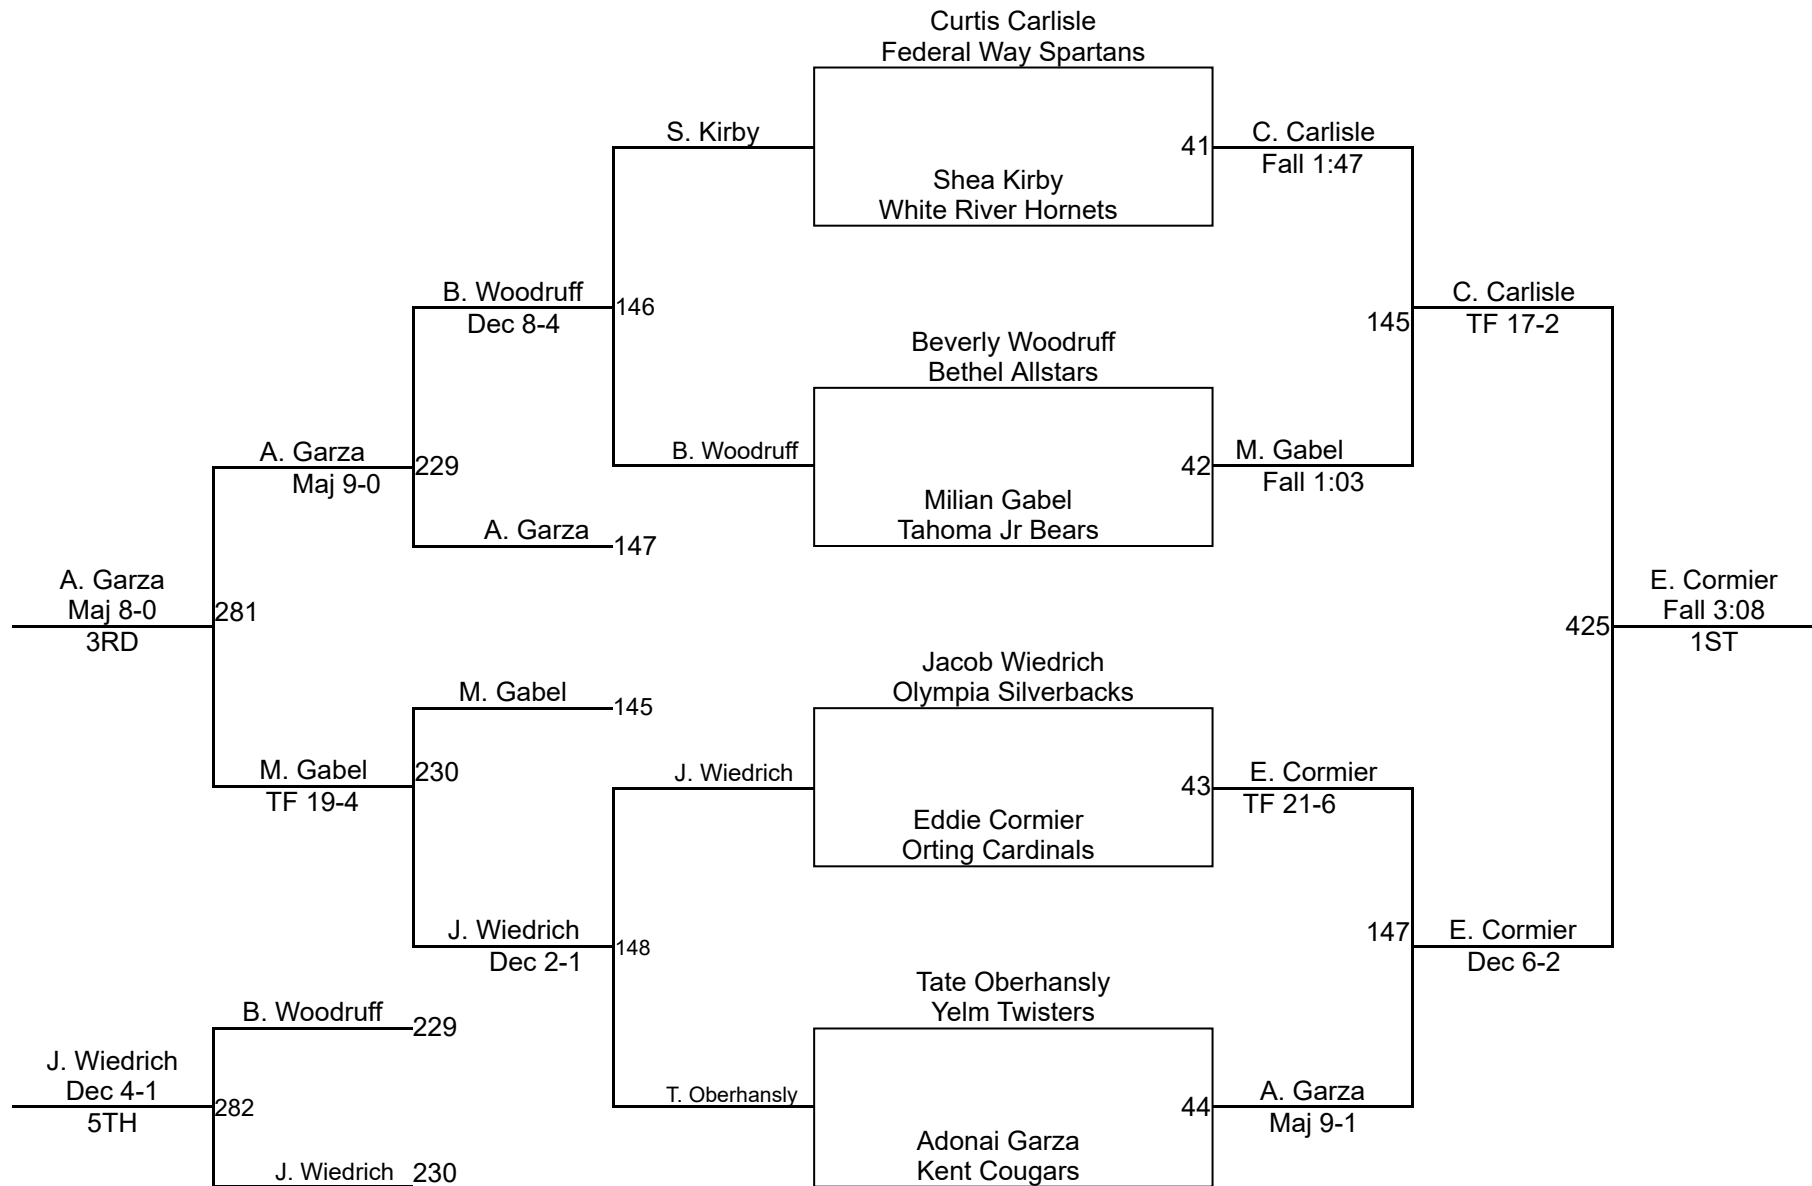 Curtis Carlisle
Federal Way Spartans
S. Kirby
41
C. Carlisle
Fall 1:47
Shea Kirby
White River Hornets
B. Woodruff
Dec 8-4
146
C. Carlisle
TF 17-2
145
Beverly Woodruff
Bethel Allstars
A. Garza
Maj 9-0
229
B. Woodruff
42
M. Gabel
Fall 1:03
Milian Gabel
Tahoma Jr Bears
A. Garza
147
A. Garza
Maj 8-0
3RD
281
425
E. Cormier
Fall 3:08
1ST
Jacob Wiedrich
Olympia Silverbacks
M. Gabel
145
M. Gabel
TF 19-4
230
J. Wiedrich
43
E. Cormier
TF 21-6
Eddie Cormier
Orting Cardinals
J. Wiedrich
Dec 2-1
148
147
E. Cormier
Dec 6-2
Tate Oberhansly
Yelm Twisters
B. Woodruff
229
J. Wiedrich
Dec 4-1
5TH
282
T. Oberhansly
44
A. Garza
Maj 9-1
Adonai Garza
Kent Cougars
J. Wiedrich
230